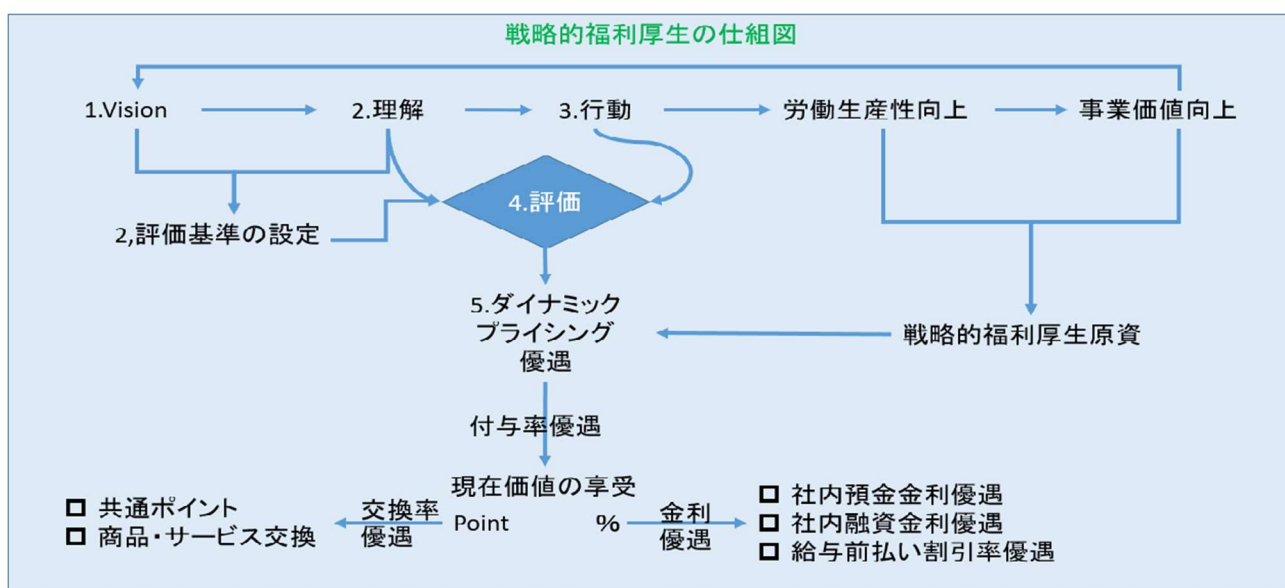 戦略的福利厚生の仕組図
1.Vision
2.理解
3.行動
労働生産性向上
事業価値向上
4.評価
2,評価基準の設定
5.ダイナミック
プライシング
優遇
戦略的福利厚生原資
付与率優遇
現在価値の享受
共通ポイント
商品・サービス交換
交換率
優遇
Point
%
金利
優遇
社内預金金利優遇
社内融資金利優遇
給与前払い割引率優遇